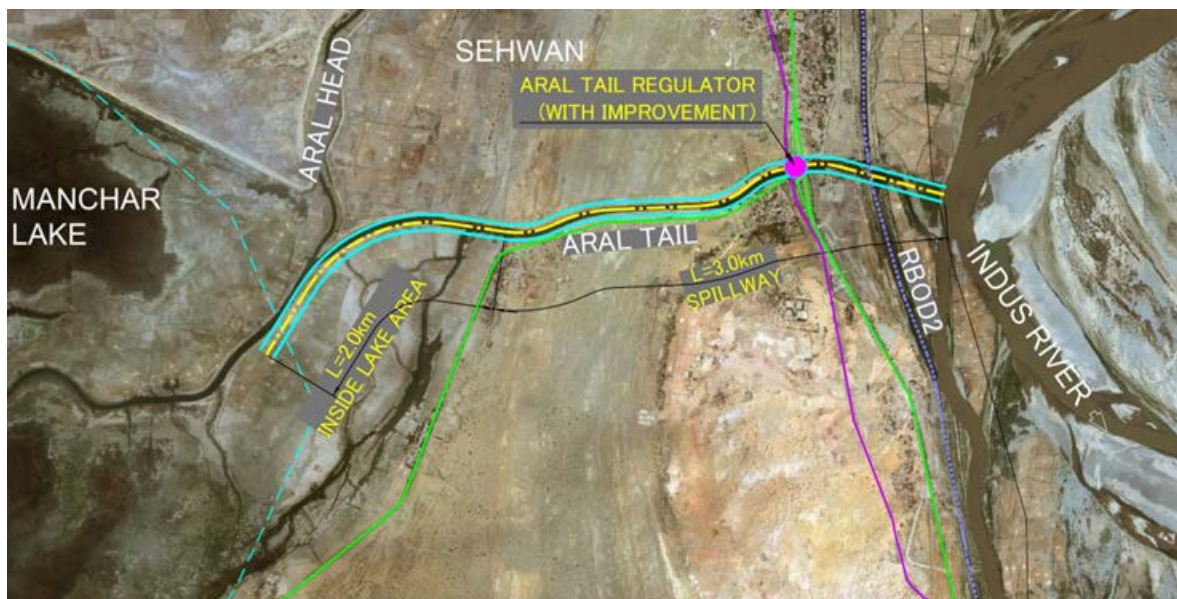 SEHWAN
ARAL HEAD
ARAL TAIL REGULATOR
(WITH IMPROVEMENT)
MANCHAR
LAKE
ARAL TAIL
L=3.0km
SPILLWAY
L=2.0km
INSIDE LAKE AREA
RBOD2
INDUS RIVER